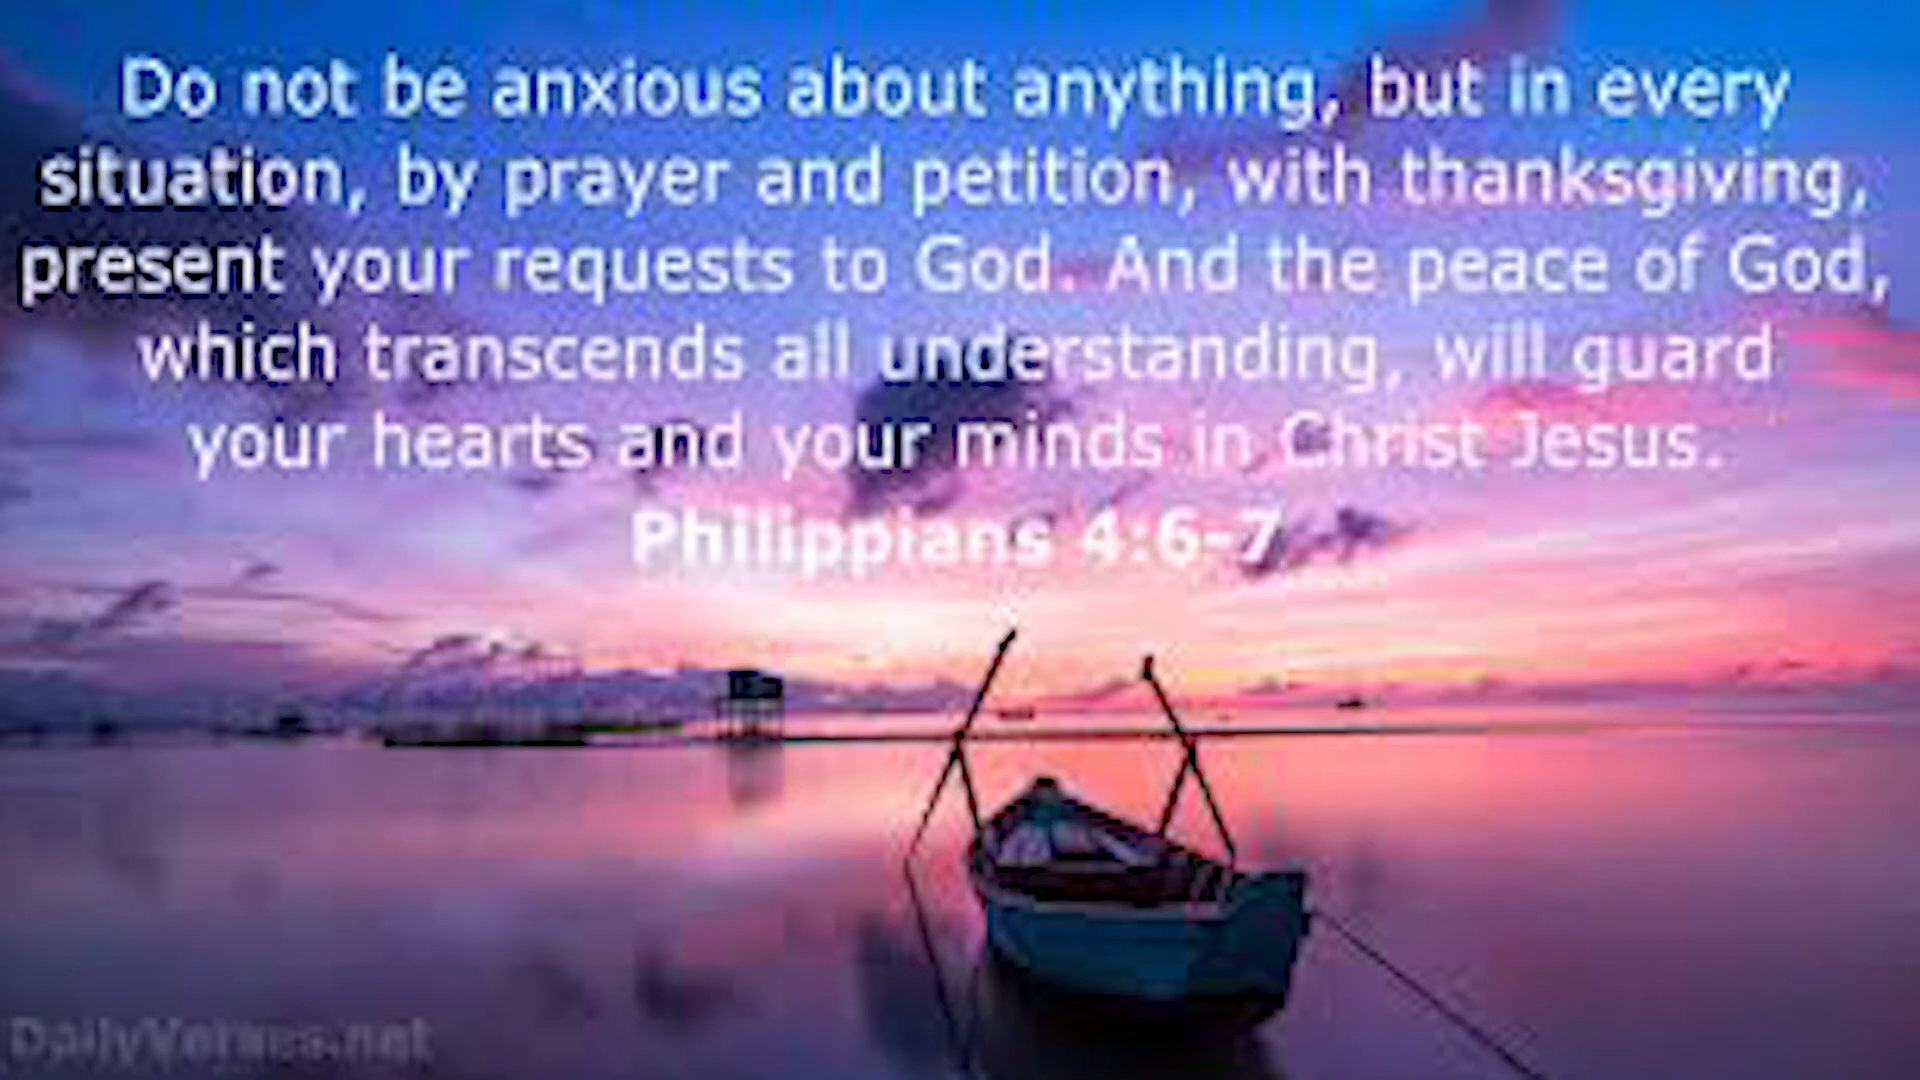 Do not be anxious about anything, but in every
situation, by prayer and petition, with thanksgiving,
present your requests to God. And the peace of God,
which transcends all understanding, will guard
your hearts and your minds in Christ Jesus.
Philippians 4:6-7
DailyVerses.net